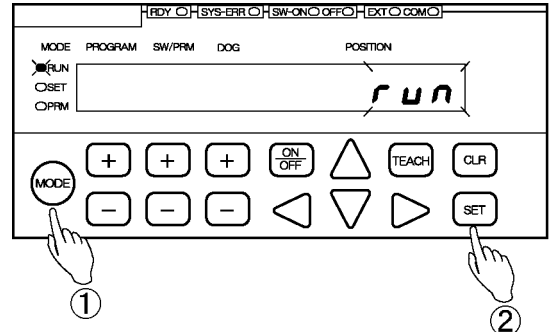 RDY SYS-ERR SW-ON OFF EXT COM
MODE PROGRAM SW/PRM DOG POSITION
RUN
SET
PRM
run
+ + + ON/OFF TEACH CLR
MODE
- - - SET
① ②